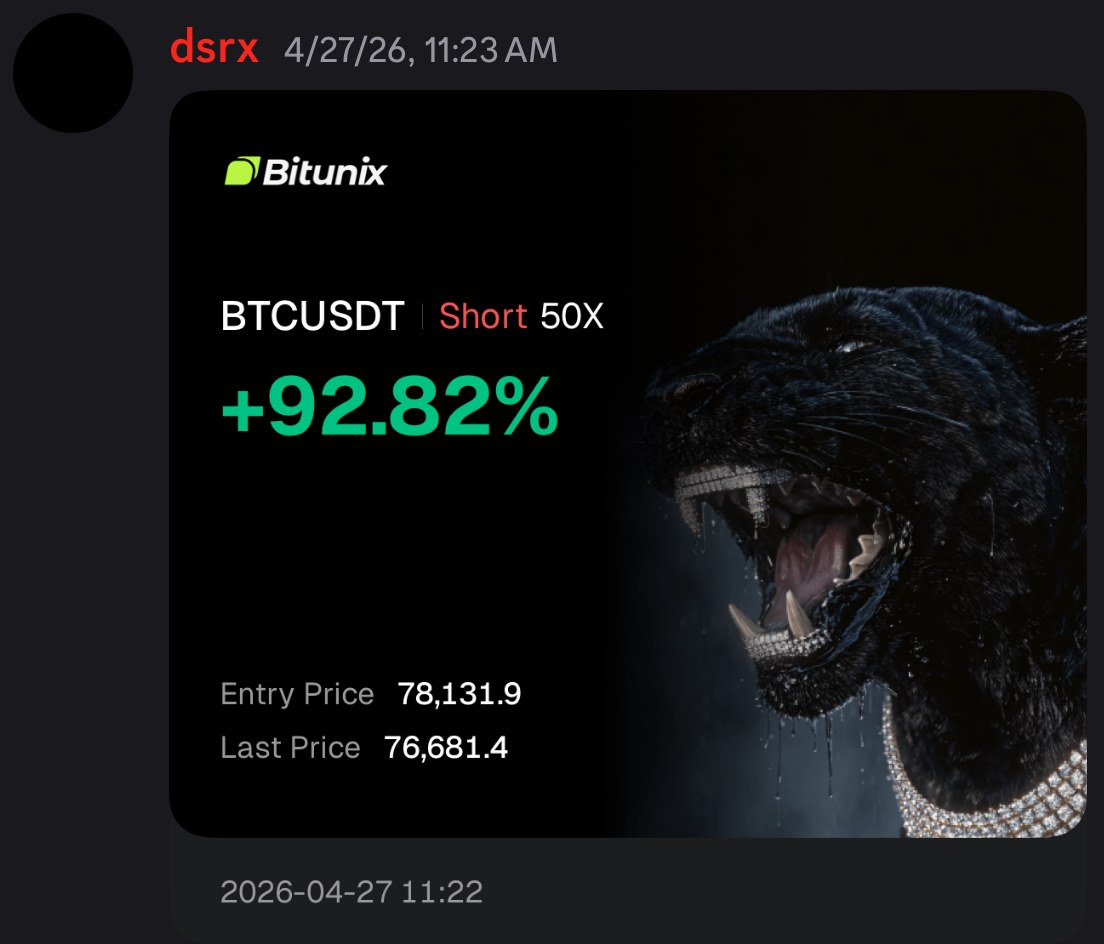 dsrx 4/27/26, 11:23 AM
Bitunix
BTCUSDT | Short 50X
+92.82%
Entry Price 78,131.9
Last Price 76,681.4
2026-04-27 11:22